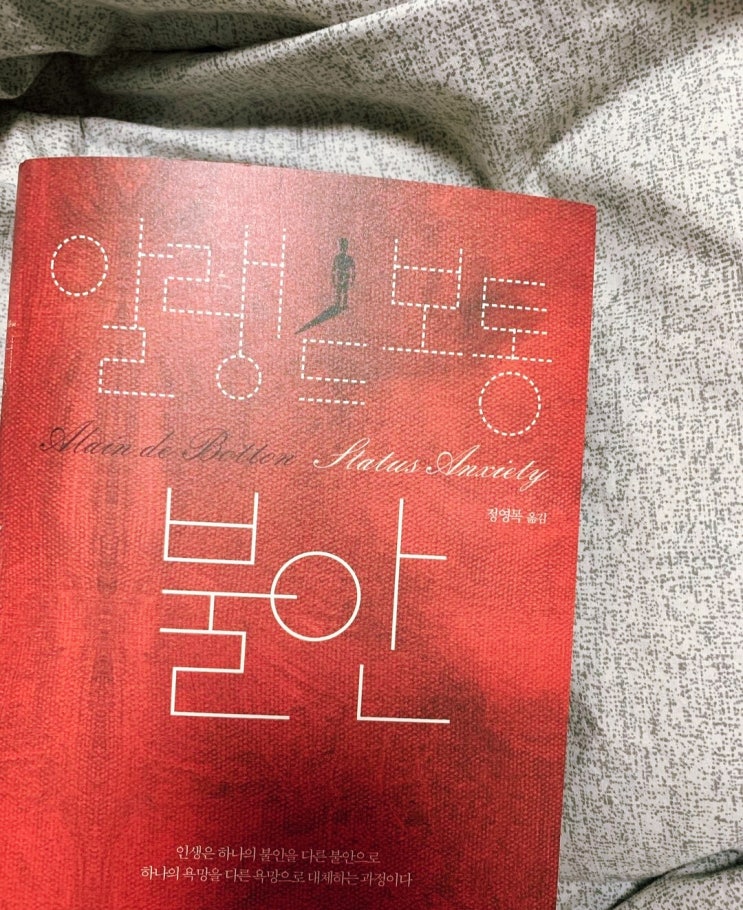 알랭 드 보통
Alain de Botton Status Anxiety
정영목 옮김
불안
인생은 하나의 불안을 다른 불안으로
하나의 욕망을 다른 욕망으로 대체하는 과정이다